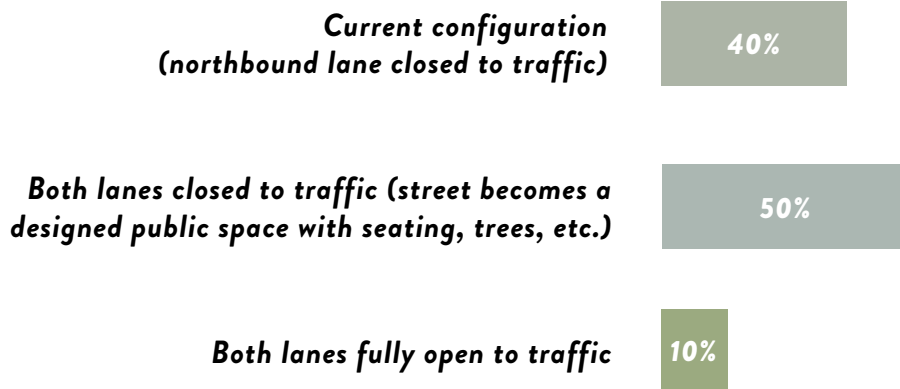 Current configuration
(northbound lane closed to traffic)
40%
Both lanes closed to traffic (street becomes a
designed public space with seating, trees, etc.)
50%
Both lanes fully open to traffic
10%